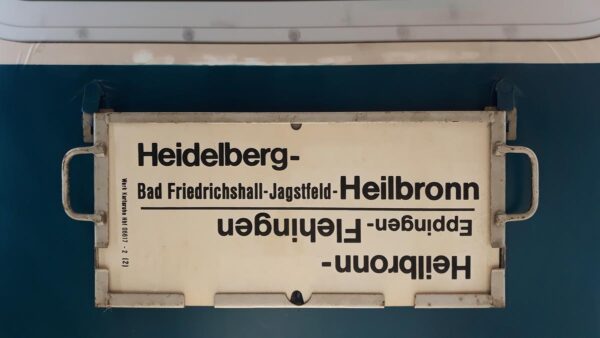 Heidelberg-
Bad Friedrichshall-Jagstfeld-Heilbronn
Heilbronn-
Eppingen-Flehingen